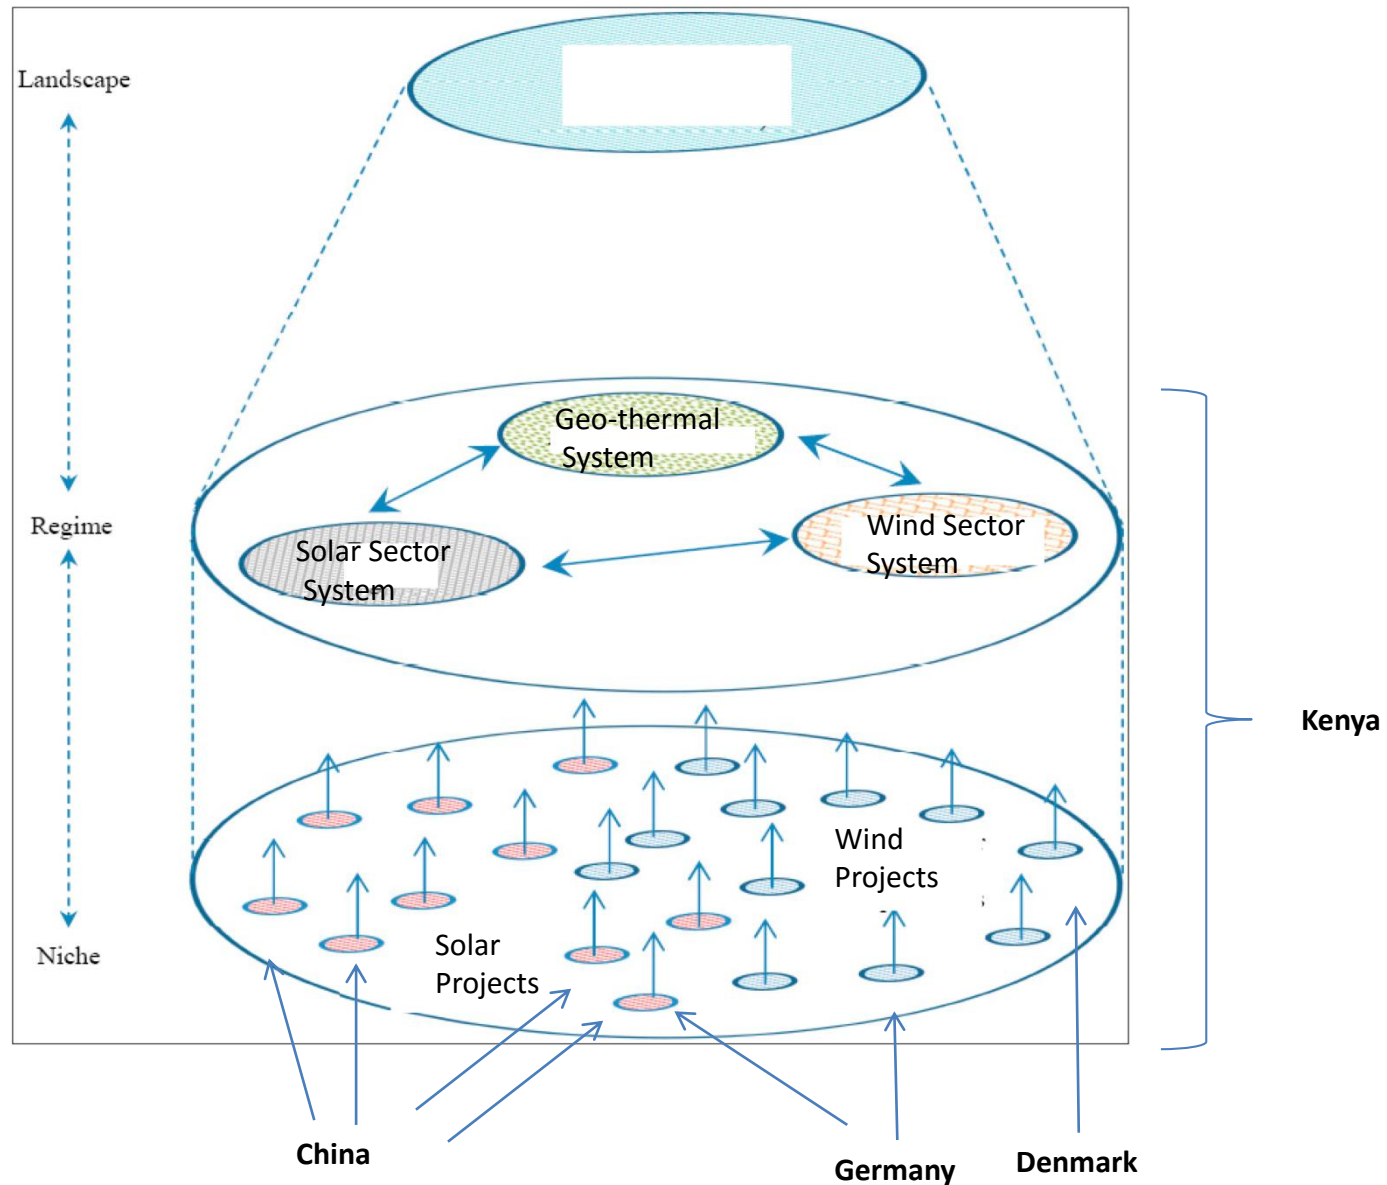 Landscape
Geo-thermal
System
Regime
Wind Sector
System
Solar Sector
System
Kenya
Wind
Projects
Solar
Projects
Niche
China
Germany
Denmark